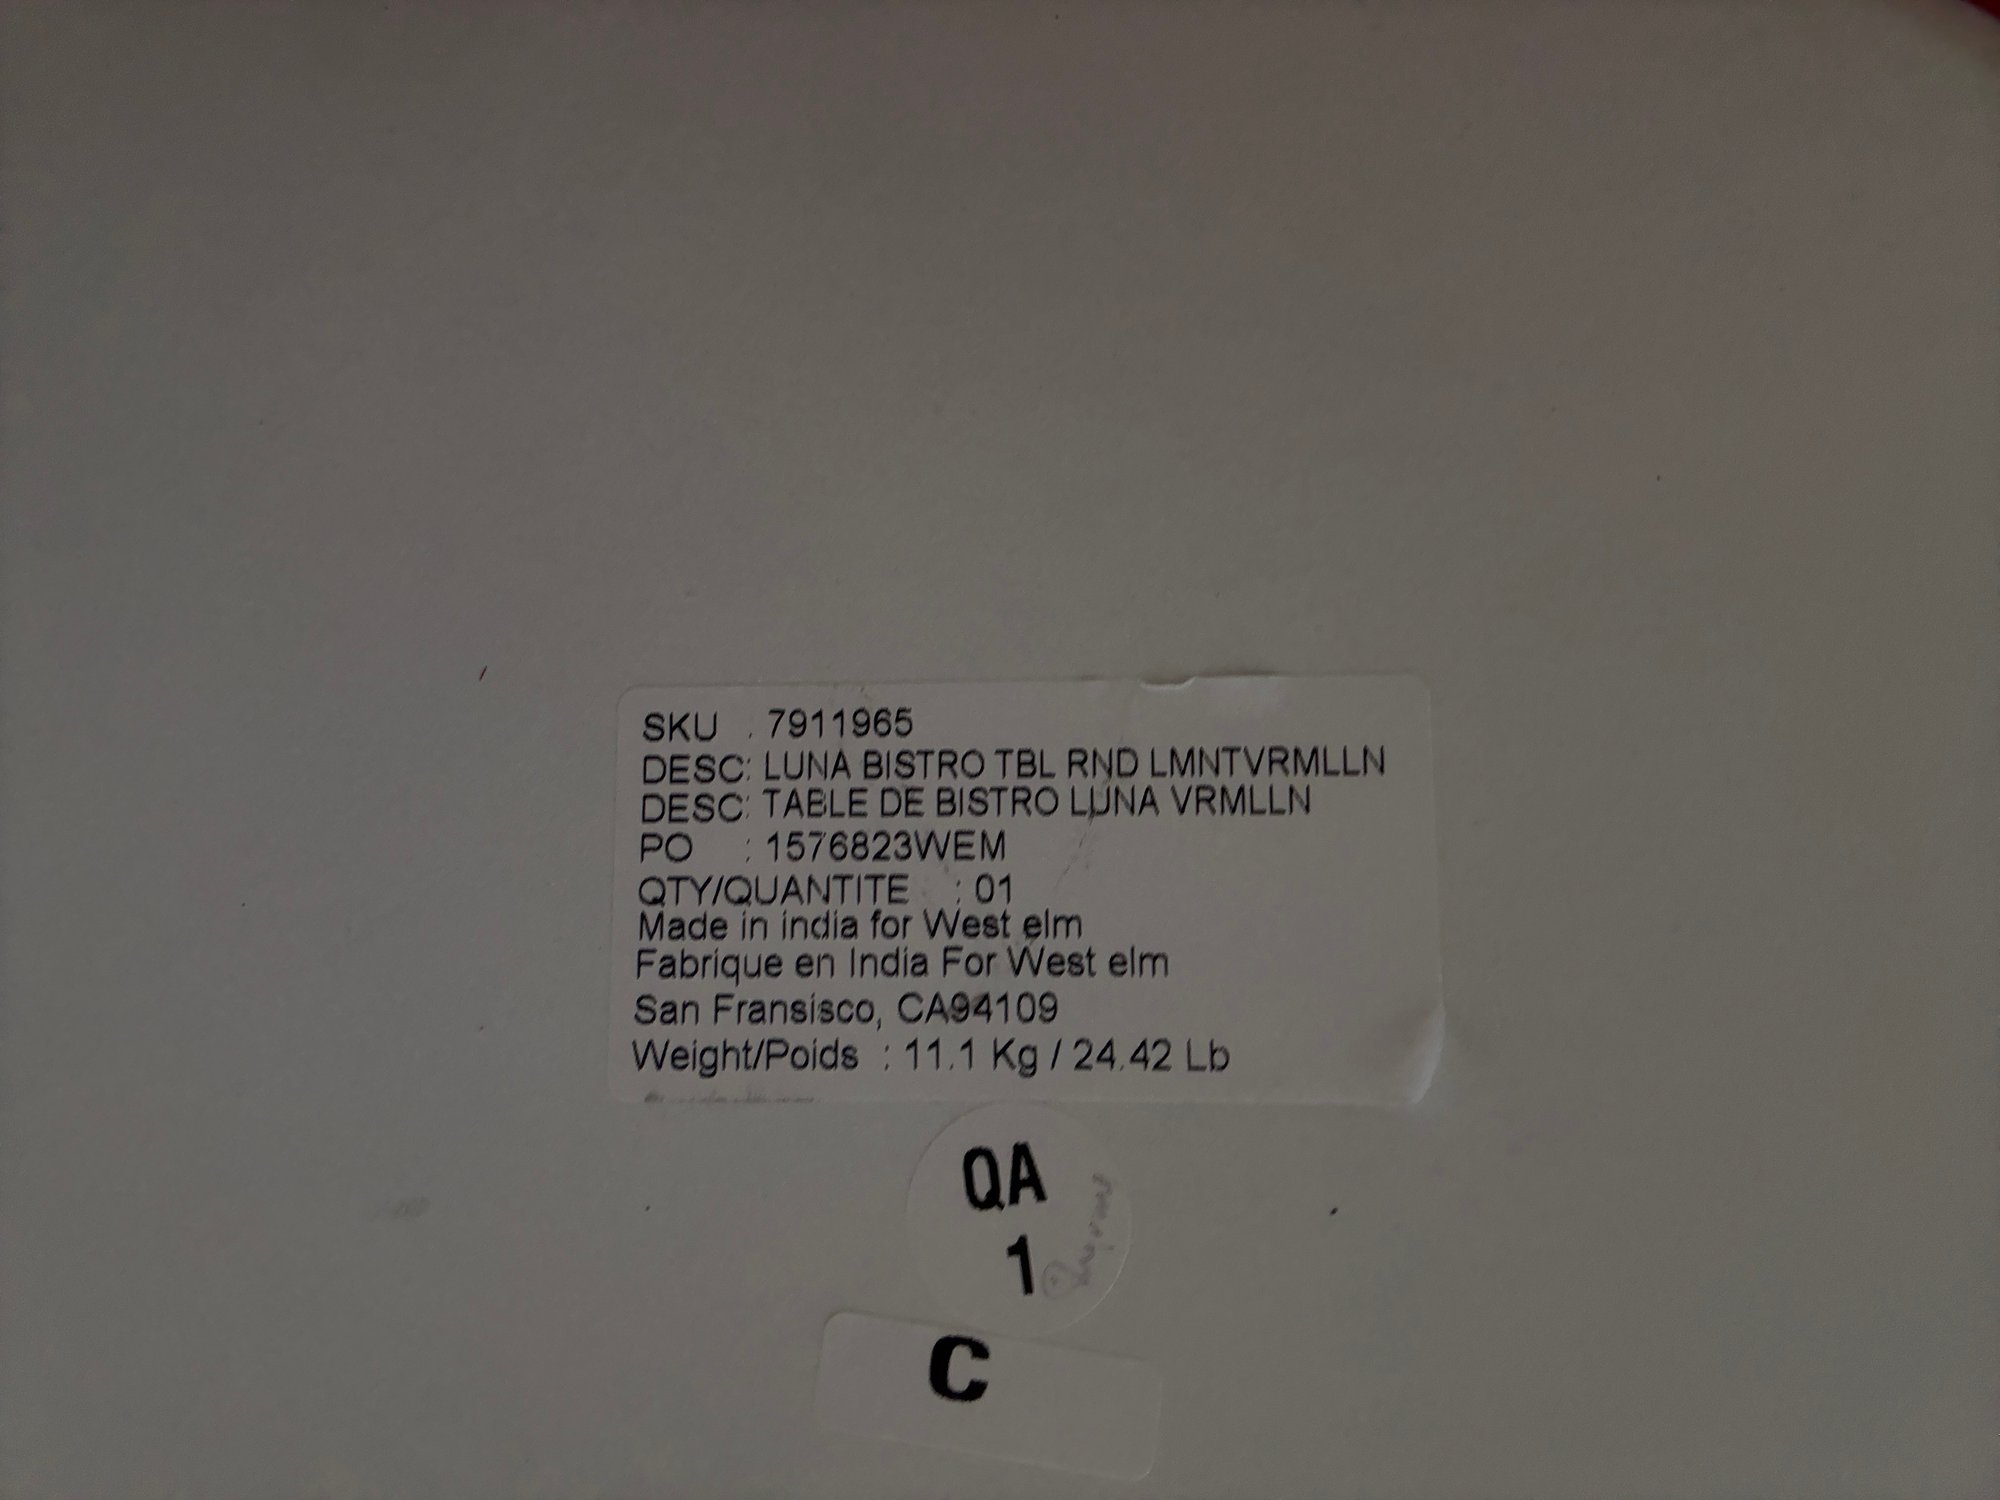 SKU : 7911965
DESC: LUNA BISTRO TBL RND LMNTVRMLLN
DESC: TABLE DE BISTRO LUNA VRMLLN
PO : 1576823WEM
QTY/QUANTITE : 01
Made in india for West elm
Fabrique en India For West elm
San Fransisco, CA94109
Weight/Poids : 11.1 Kg / 24.42 Lb
QA
1
C